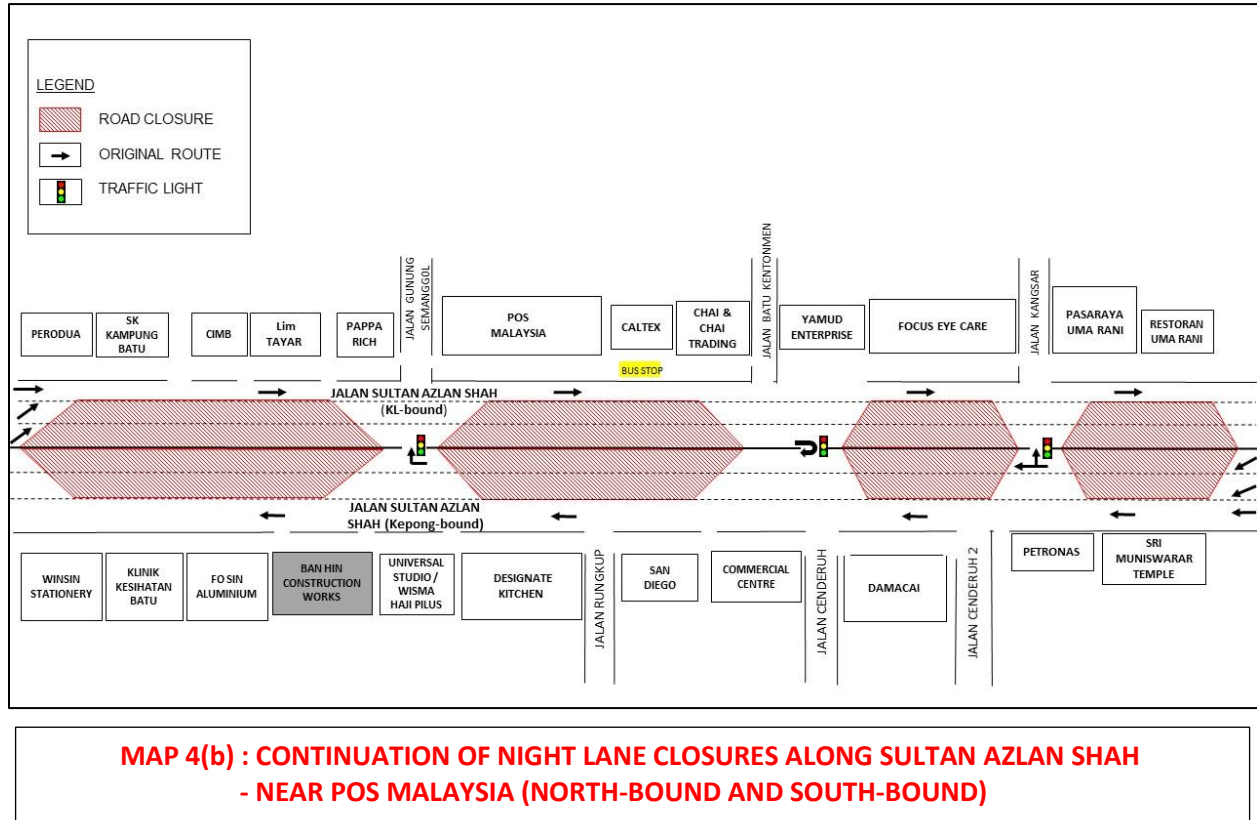 LEGEND
ROAD CLOSURE
ORIGINAL ROUTE
TRAFFIC LIGHT
PERODUA
SK
KAMPUNG
BATU
CIMB
Lim
TAYAR
PAPPA
RICH
JALAN GUNUNG
SEMANGGOL
POS
MALAYSIA
CALTEX
CHAI &
CHAI
TRADING
JALAN BATU KENTONMEN
YAMUD
ENTERPRISE
FOCUS EYE CARE
JALAN KANGSAR
PASARAYA
UMA RANI
RESTORAN
UMA RANI
BUS STOP
JALAN SULTAN AZLAN SHAH
(KL-bound)
JALAN SULTAN AZLAN
SHAH (Kepong-bound)
WINSIN
STATIONERY
KLINIK
KESIHATAN
BATU
FO SIN
ALUMINIUM
BAN HIN
CONSTRUCTION
WORKS
UNIVERSAL
STUDIO /
WISMA
HAJI PILUS
DESIGNATE
KITCHEN
JALAN RUNGKUP
SAN
DIEGO
COMMERCIAL
CENTRE
JALAN CENDERUH
DAMACAI
JALAN CENDERUH 2
PETRONAS
SRI
MUNISWARAR
TEMPLE
MAP 4(b) : CONTINUATION OF NIGHT LANE CLOSURES ALONG SULTAN AZLAN SHAH
- NEAR POS MALAYSIA (NORTH-BOUND AND SOUTH-BOUND)